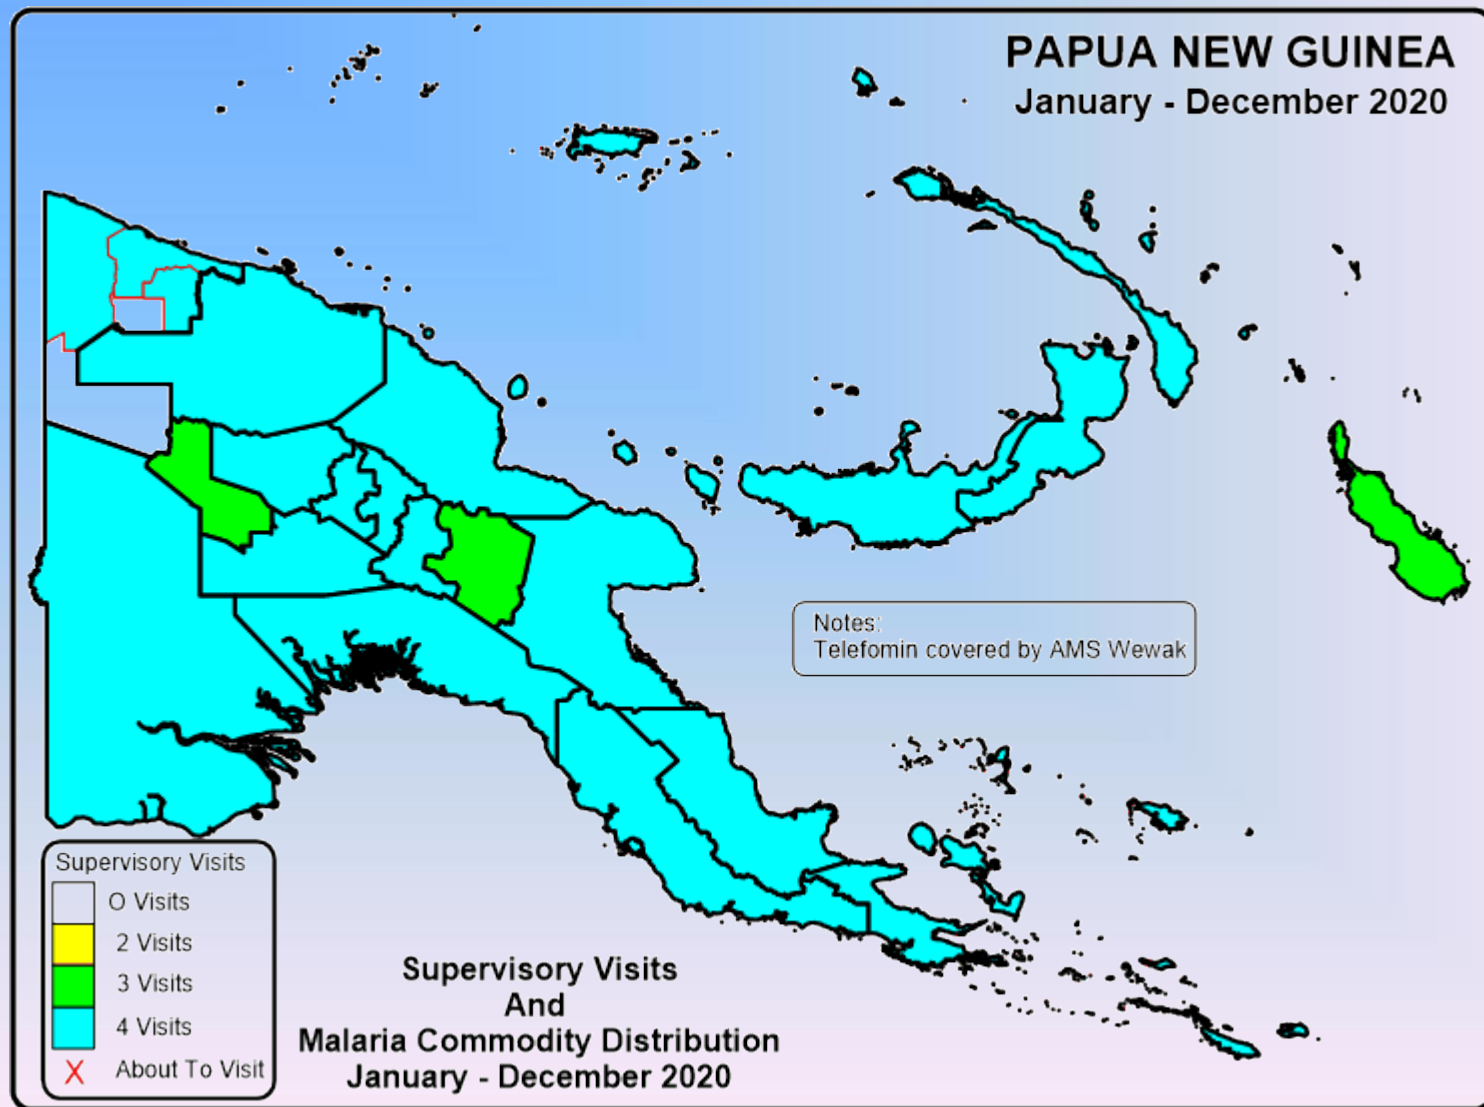 PAPUA NEW GUINEA
January - December 2020
Notes:
Telefomin covered by AMS Wewak
Supervisory Visits
O Visits
2 Visits
3 Visits
4 Visits
X About To Visit
Supervisory Visits
And
Malaria Commodity Distribution
January - December 2020